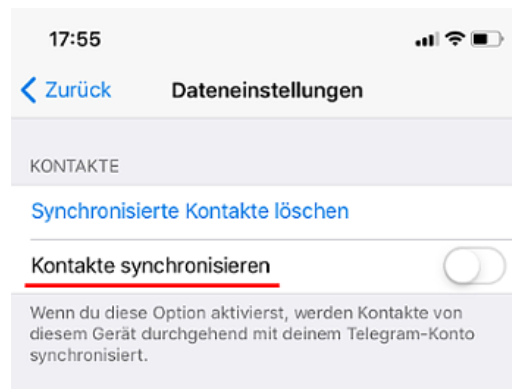 17:55
Zurück Dateneinstellungen
KONTAKTE
Synchronisierte Kontakte löschen
Kontakte synchronisieren
Wenn du diese Option aktivierst, werden Kontakte von
diesem Gerät durchgehend mit deinem Telegram-Konto
synchronisiert.